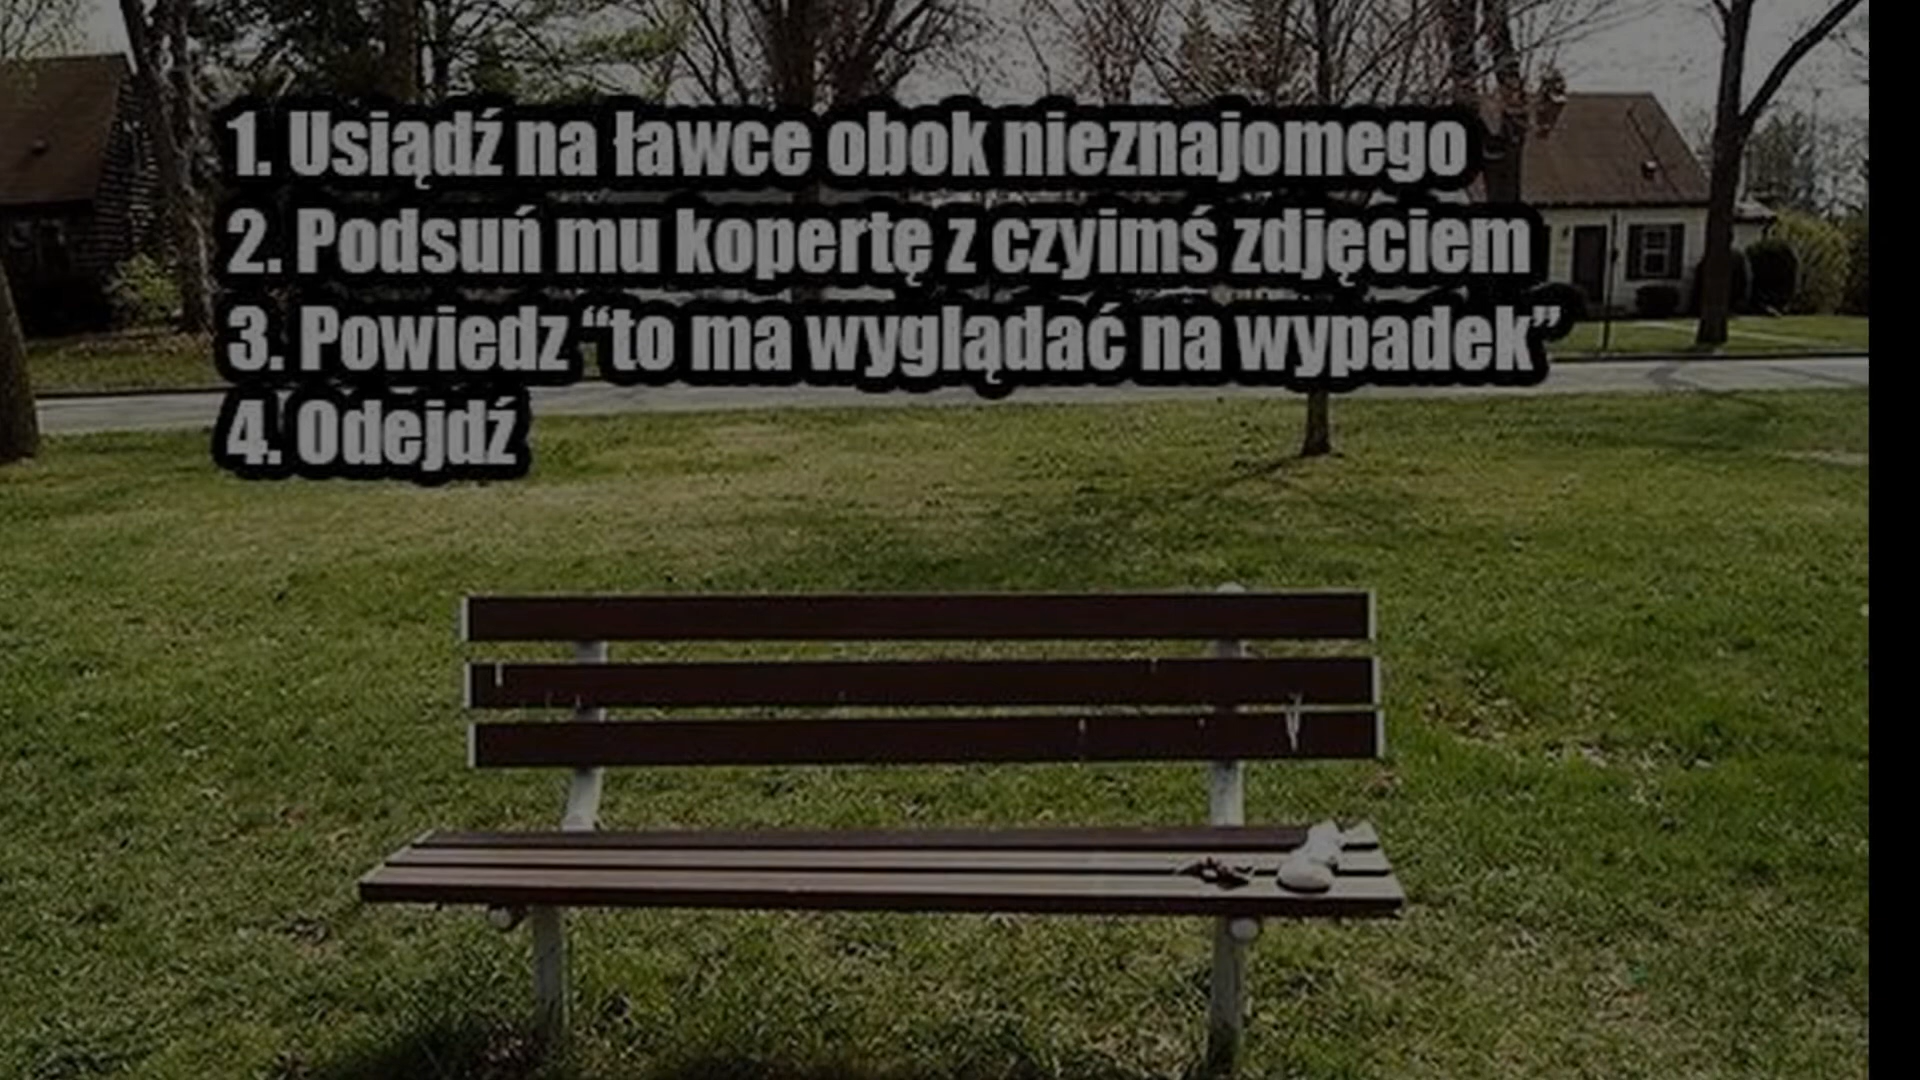 1. Usiądź na ławce obok nieznajomego
2. Podsuń mu kopertę z czyimś zdjęciem
3. Powiedz “to ma wyglądać na wypadek”
4. Odejdź